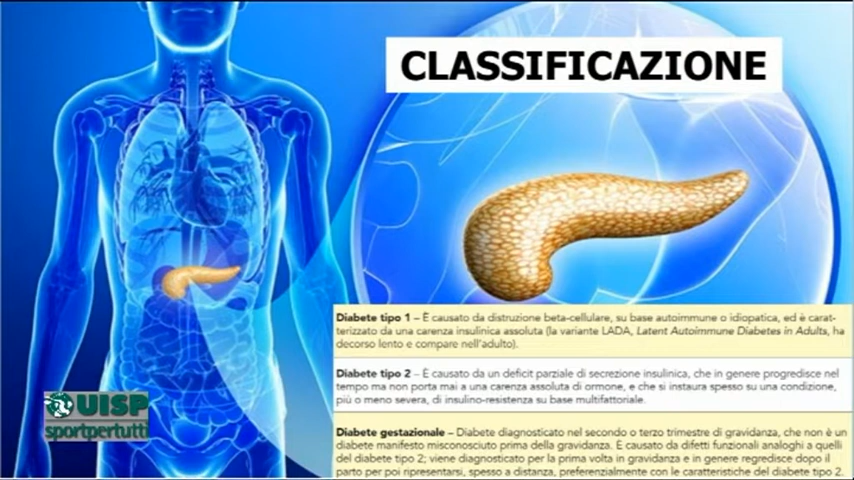 CLASSIFICAZIONE
Diabete tipo 1 – È causato da distruzione beta-cellulare, su base autoimmune o idiopatica, ed è carat-
terizzato da una carenza insulinica assoluta (la variante LADA, Latent Autoimmune Diabetes in Adults, ha
decorso lento e compare nell'adulto).
Diabete tipo 2 – È causato da un deficit parziale di secrezione insulinica, che in genere progredisce nel
tempo ma non porta mai a una carenza assoluta di ormone, e che si instaura spesso su una condizione,
più o meno severa, di insulino-resistenza su base multifattoriale.
Diabete gestazionale – Diabete diagnosticato nel secondo o terzo trimestre di gravidanza, che non è un
diabete manifesto misconosciuto prima della gravidanza. È causato da difetti funzionali analoghi a quelli
del diabete tipo 2; viene diagnosticato per la prima volta in gravidanza e in genere regredisce dopo il
parto per poi ripresentarsi, spesso a distanza, preferenzialmente con le caratteristiche del diabete tipo 2.
UISP
sportpertutti